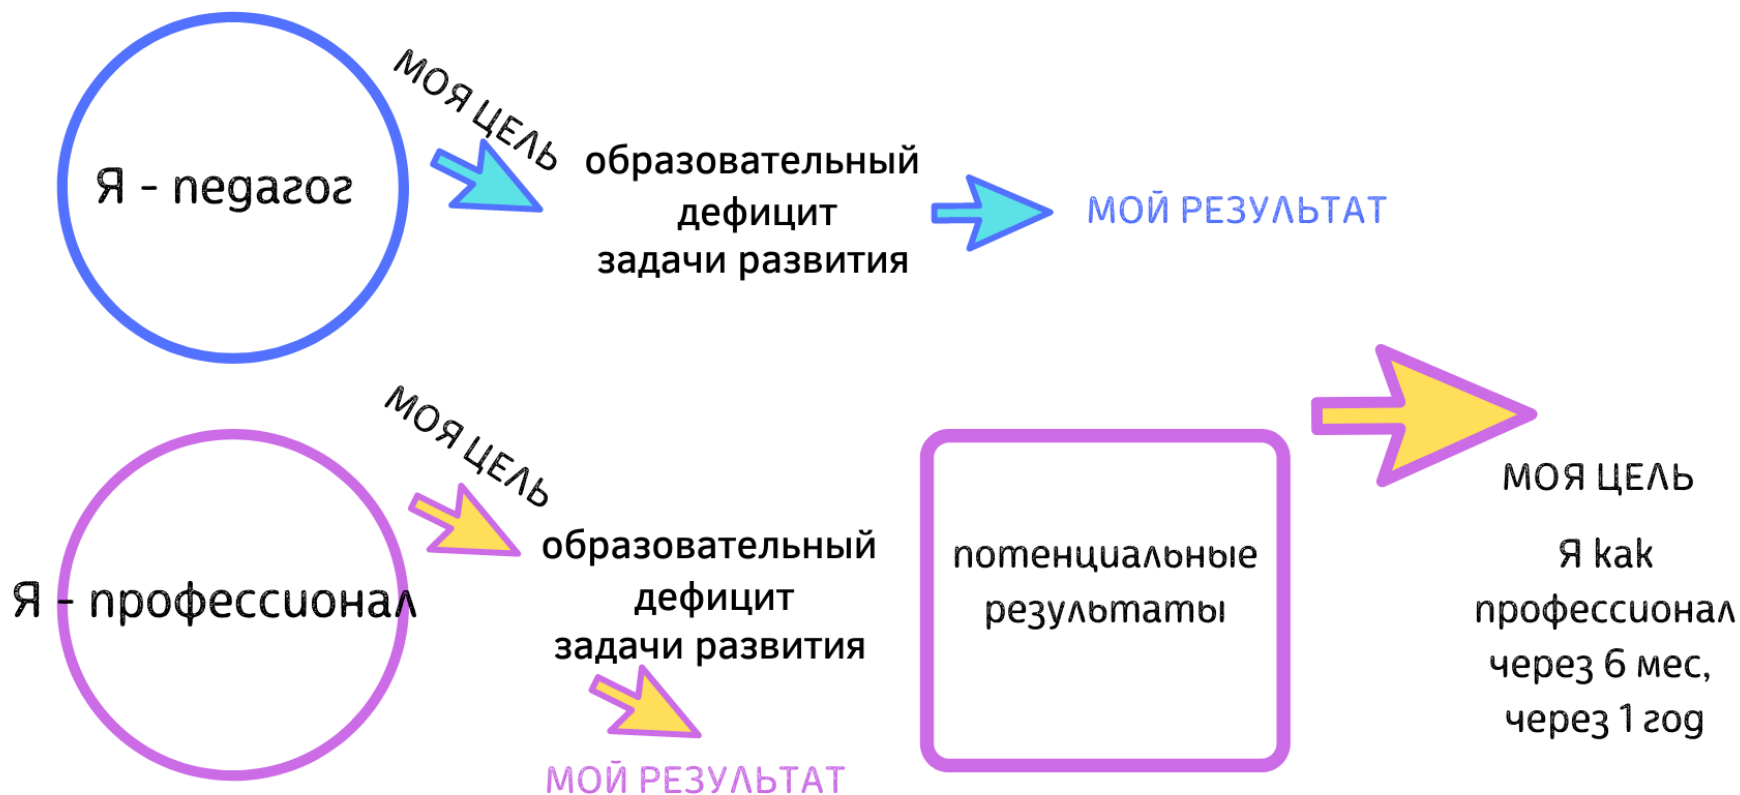 МОЯ ЦЕЛЬ
Я - педагог
образовательный
дефицит
задачи развития
МОЙ РЕЗУЛЬТАТ
МОЯ ЦЕЛЬ
Я - профессионал
образовательный
дефицит
задачи развития
МОЙ РЕЗУЛЬТАТ
потенциальные
результаты
МОЯ ЦЕЛЬ
Я как
профессионал
через 6 мес,
через 1 год